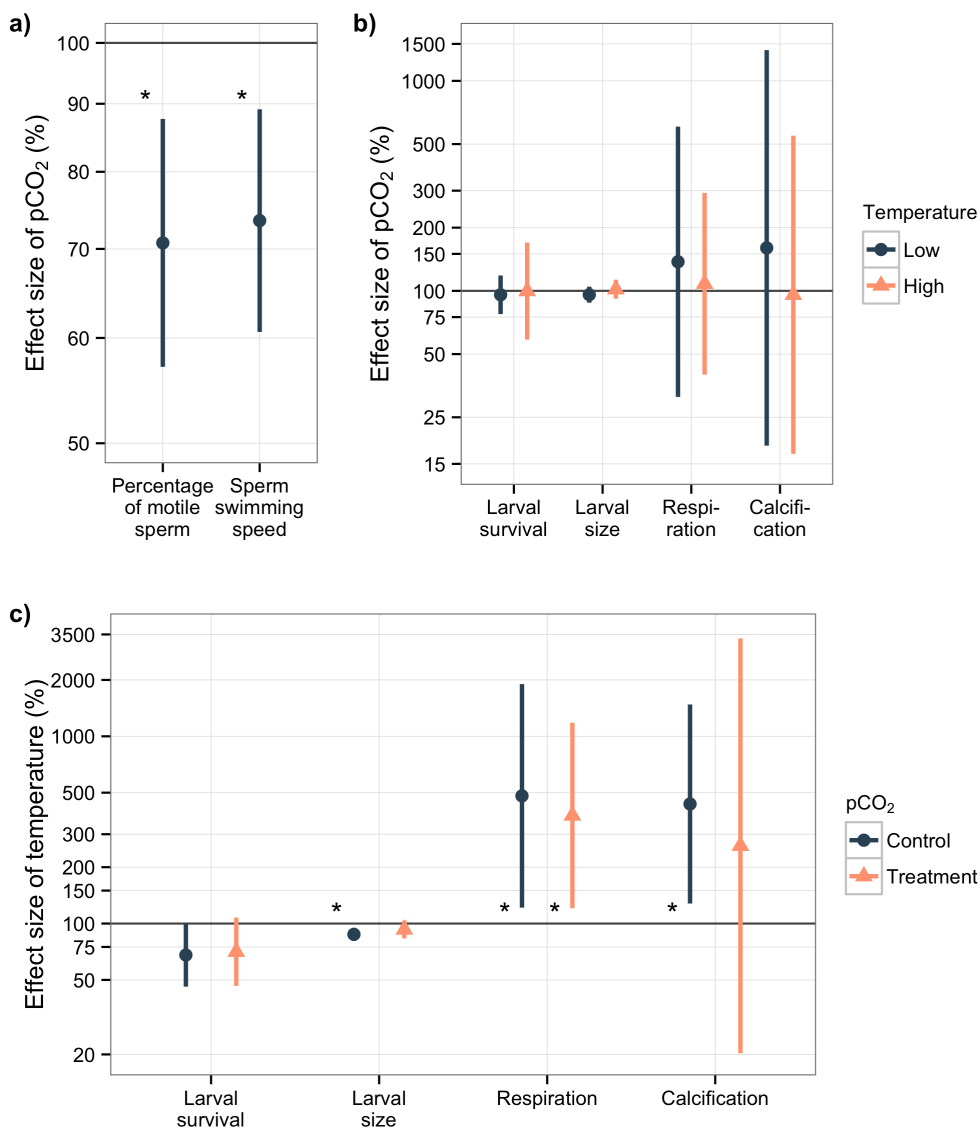 a)
Effect size of pCO₂ (%)
100
90
80
70
60
50
*
*
Percentage
of motile
sperm
Sperm
swimming
speed
b)
Effect size of pCO₂ (%)
1500
1000
500
300
200
150
100
75
50
25
15
Larval
survival
Larval
size
Respi-
ration
Calcifi-
cation
Temperature
Low
High
c)
Effect size of temperature (%)
3500
2000
1000
500
300
200
150
100
75
50
20
*
*
*
*
Larval
survival
Larval
size
Respiration
Calcification
pCO₂
Control
Treatment